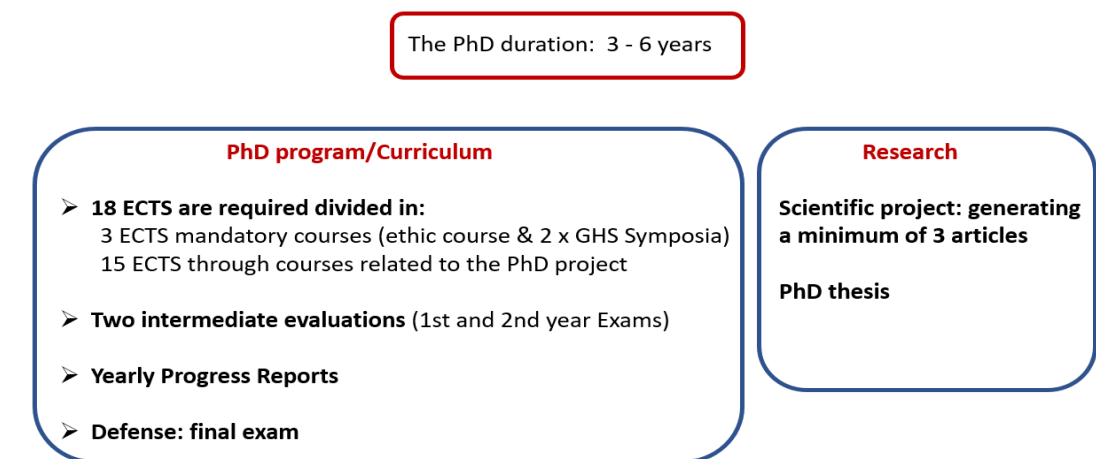 The PhD duration:  3 - 6 years
PhD program/Curriculum
➢ 18 ECTS are required divided in:
3 ECTS mandatory courses (ethic course & 2 x GHS Symposia)
15 ECTS through courses related to the PhD project
➢ Two intermediate evaluations (1st and 2nd year Exams)
➢ Yearly Progress Reports
➢ Defense: final exam
Research
Scientific project: generating
a minimum of 3 articles
PhD thesis